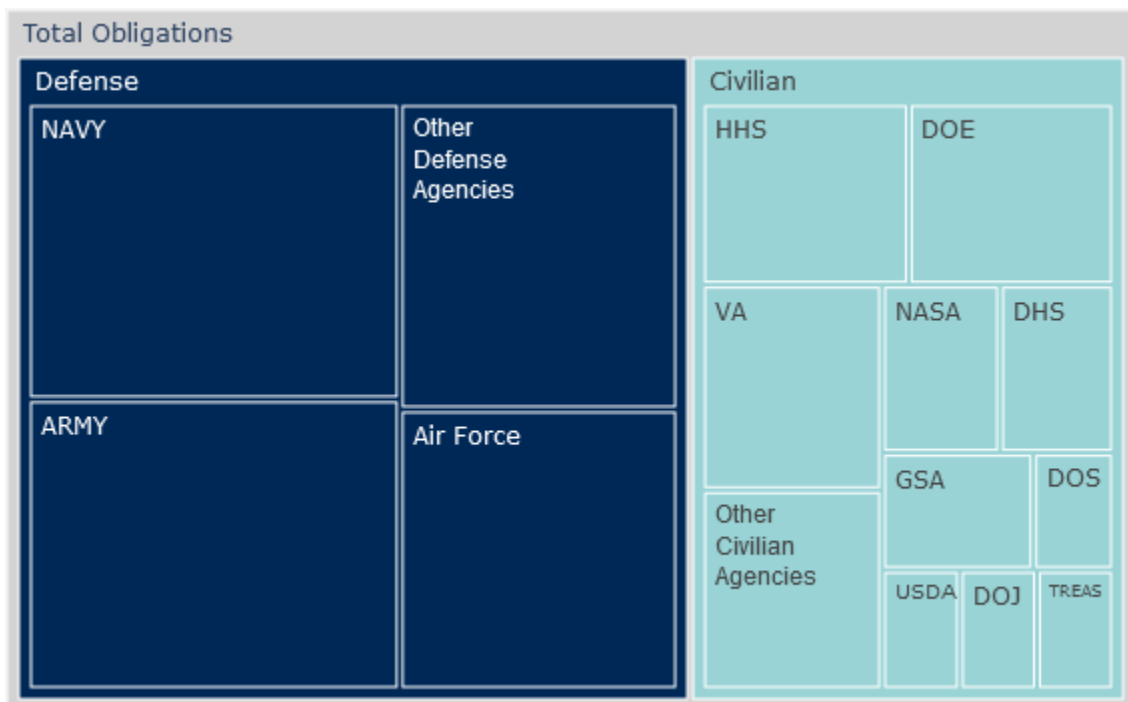 Total Obligations
Defense
NAVY
Other
Defense
Agencies
ARMY
Air Force
Civilian
HHS
DOE
VA
NASA
DHS
GSA
DOS
Other
Civilian
Agencies
USDA
DOJ
TREAS